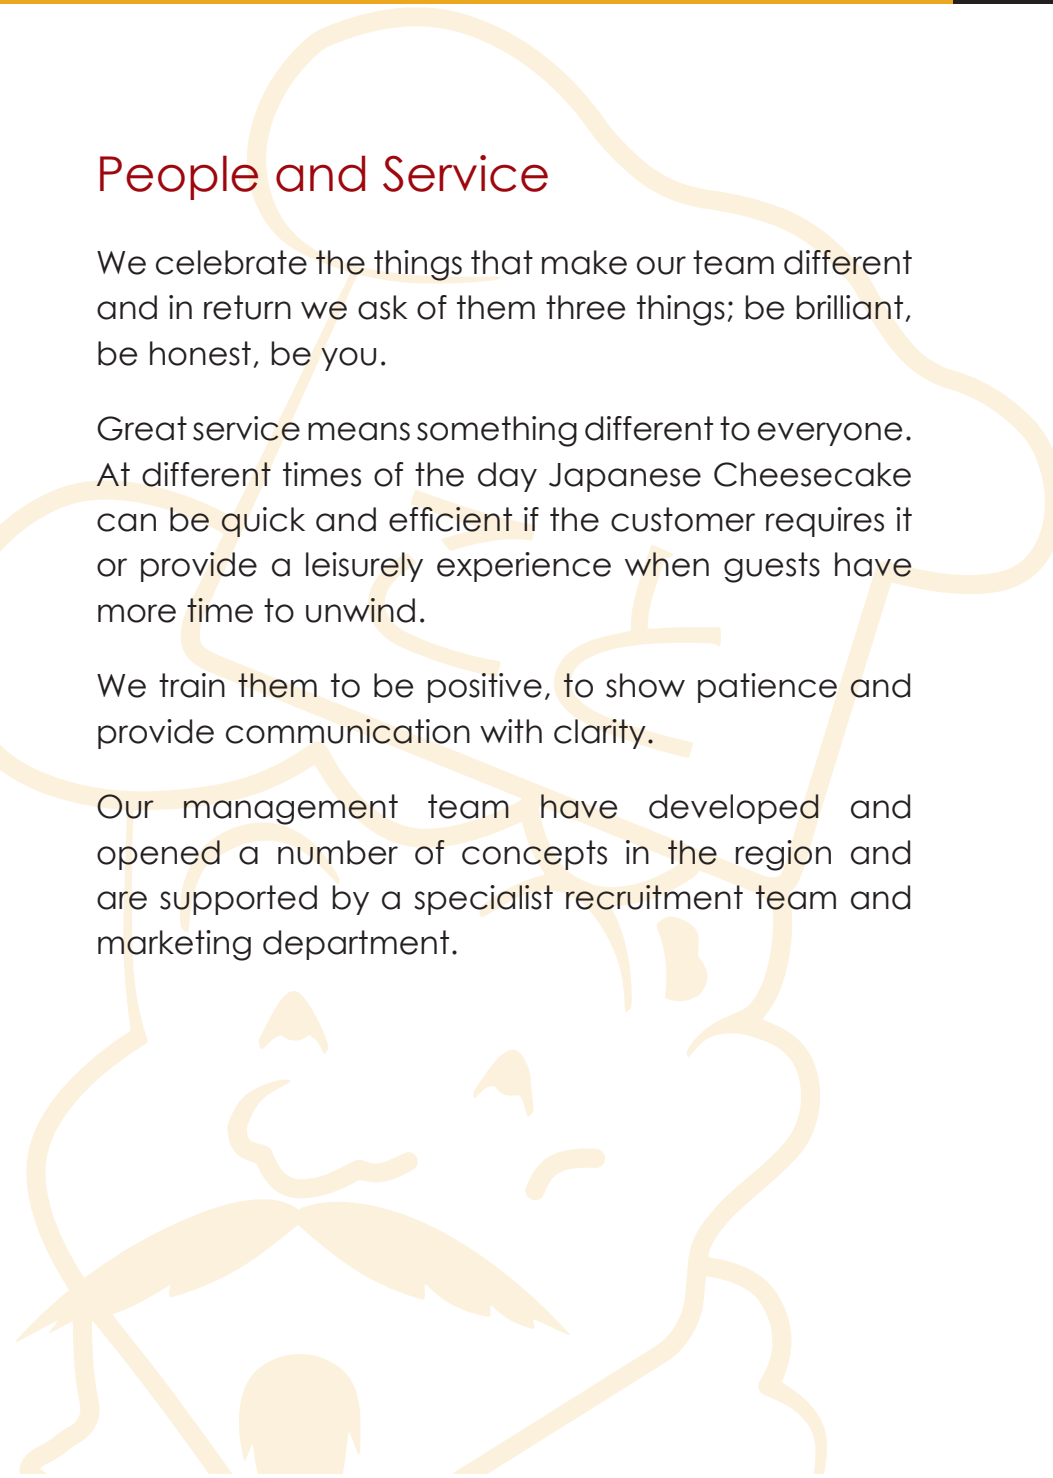 People and Service
We celebrate the things that make our team different
and in return we ask of them three things; be brilliant,
be honest, be you.
Great service means something different to everyone.
At different times of the day Japanese Cheesecake
can be quick and efficient if the customer requires it
or provide a leisurely experience when guests have
more time to unwind.
We train them to be positive, to show patience and
provide communication with clarity.
Our management team have developed and
opened a number of concepts in the region and
are supported by a specialist recruitment team and
marketing department.